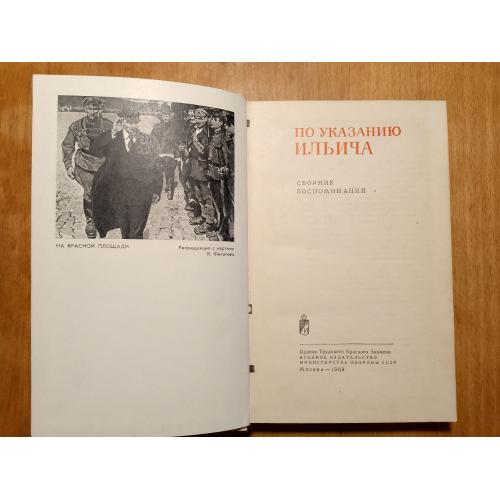 НА КРАСНОЙ ПЛОЩАДИ
Репродукция с картины
К. Филатова
ПО УКАЗАНИЮ
ИЛЬИЧА
СБОРНИК
ВОСПОМИНАНИЙ
Ордена Трудового Красного Знамени
ВОЕННОЕ ИЗДАТЕЛЬСТВО
МИНИСТЕРСТВА ОБОРОНЫ СССР
Москва — 1969